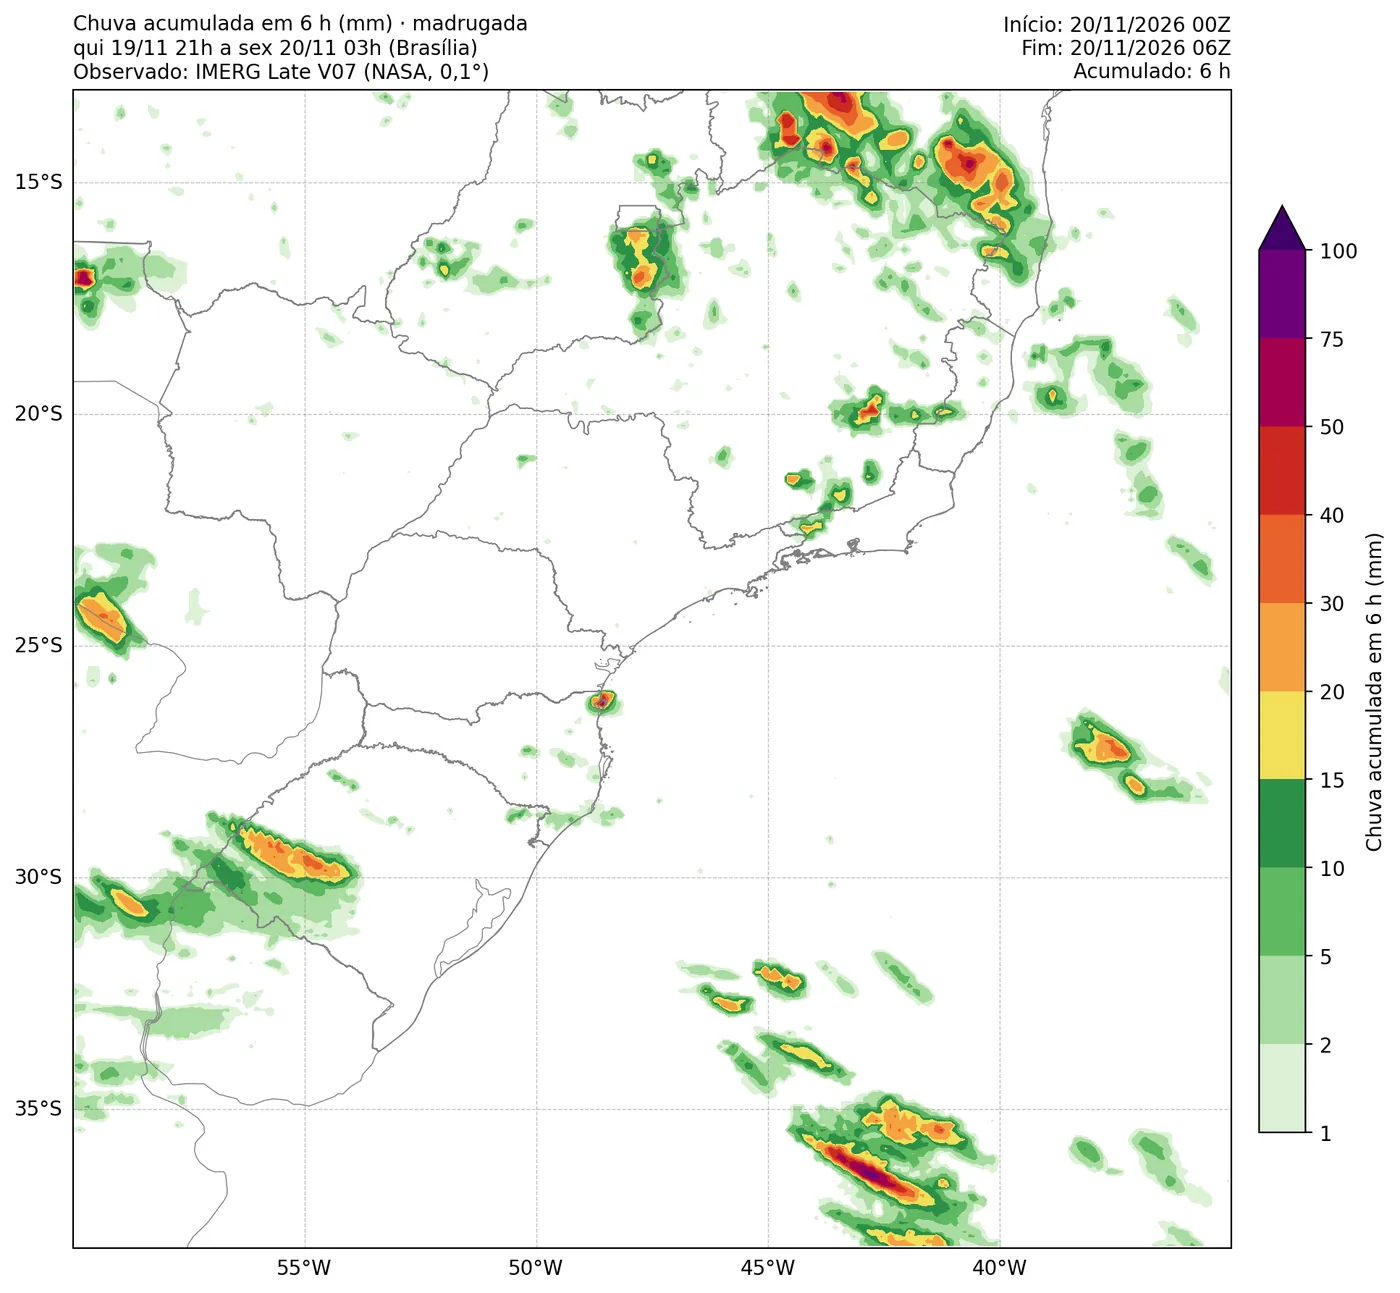 Chuva acumulada em 6 h (mm) · madrugada
qui 19/11 21h a sex 20/11 03h (Brasília)
Observado: IMERG Late V07 (NASA, 0,1°)
Início: 20/11/2026 00Z
Fim: 20/11/2026 06Z
Acumulado: 6 h
15°S
20°S
25°S
30°S
35°S
55°W
50°W
45°W
40°W
100
75
50
40
30
20
15
10
5
2
1
Chuva acumulada em 6 h (mm)